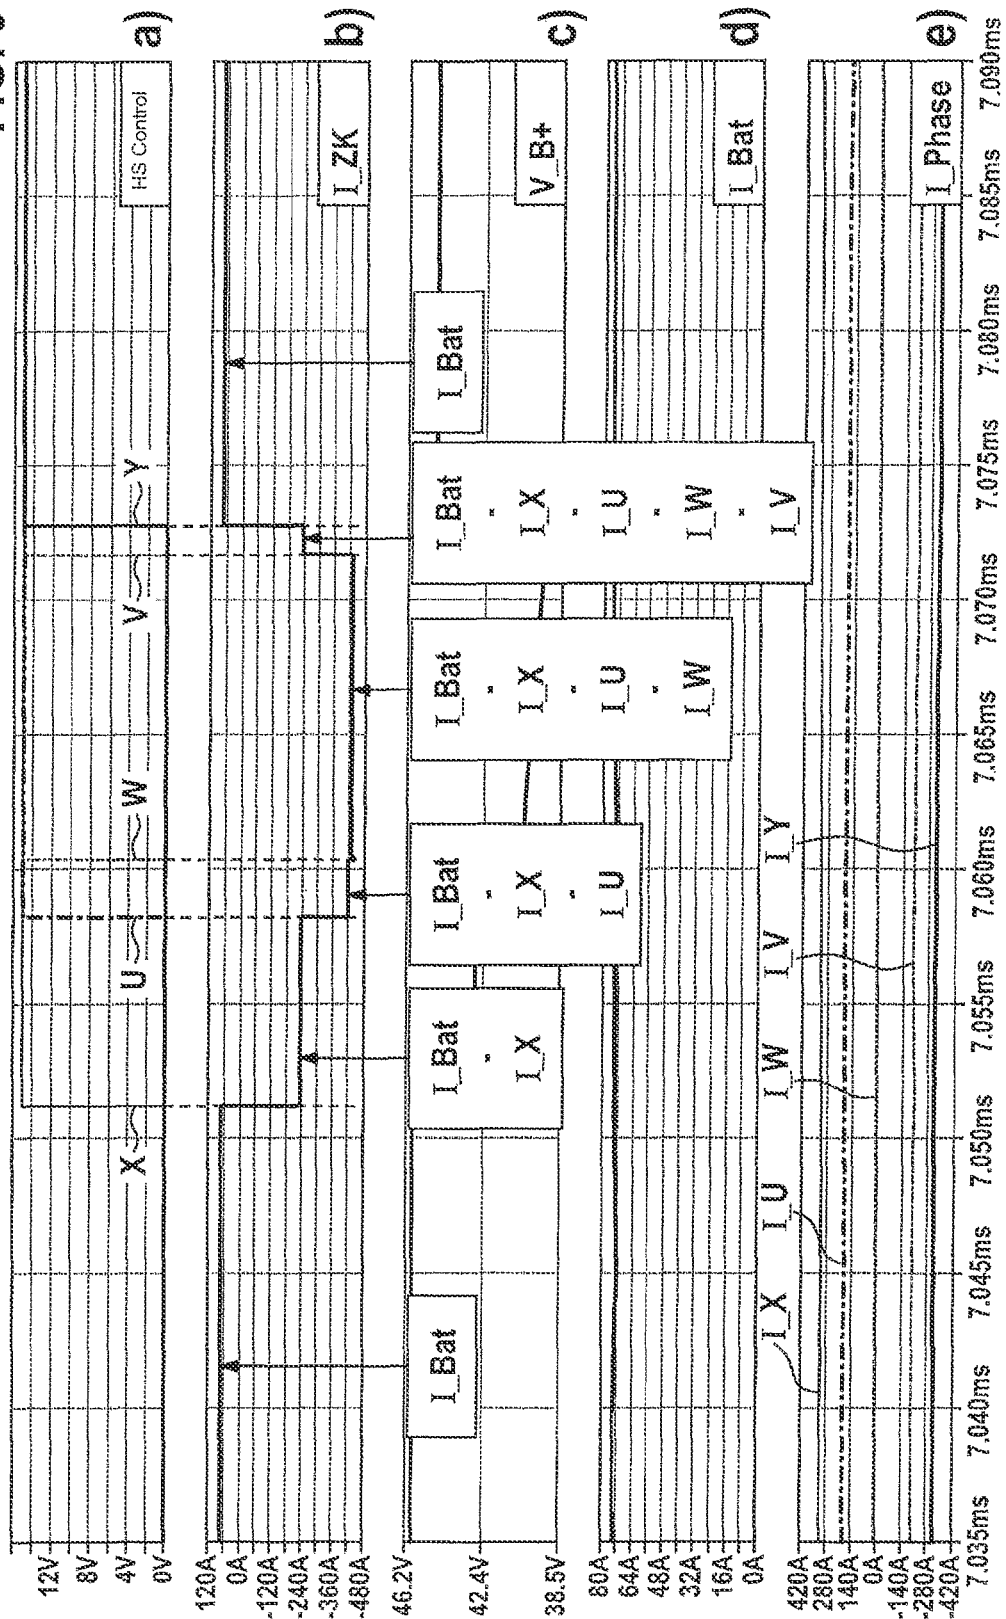 12V
8V
4V
0V
X
U
W
V
Y
HS Control
a)
120A
0A
-120A
-240A
-360A
-480A
I_ZK
b)
46.2V
42.4V
38.5V
I_Bat
I_Bat
-
I_X
I_Bat
-
I_X
-
I_U
I_Bat
-
I_X
-
I_U
-
I_W
I_Bat
-
I_X
-
I_U
-
I_W
-
I_V
I_Bat
V_B+
c)
80A
64A
48A
32A
16A
0A
I_Bat
d)
I_X
I_U
I_W
I_V
I_Y
420A
280A
140A
0A
-140A
-280A
-420A
I_Phase
e)
7.035ms
7.040ms
7.045ms
7.050ms
7.055ms
7.060ms
7.065ms
7.070ms
7.075ms
7.080ms
7.085ms
7.090ms